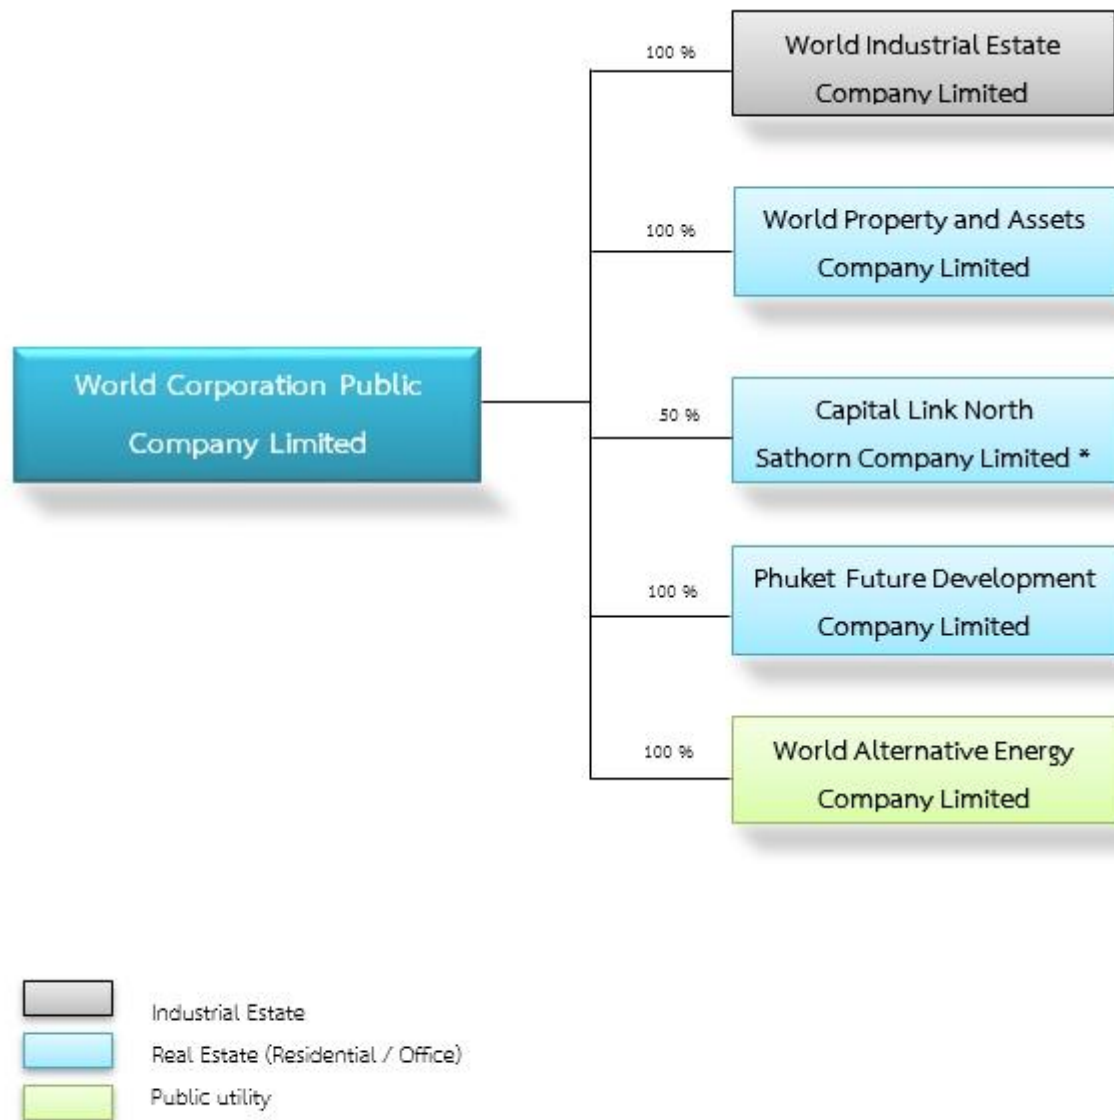 100 %
World Industrial Estate
Company Limited
100 %
World Property and Assets
Company Limited
World Corporation Public
Company Limited
50 %
Capital Link North
Sathorn Company Limited *
100 %
Phuket Future Development
Company Limited
100 %
World Alternative Energy
Company Limited
Industrial Estate
Real Estate (Residential / Office)
Public utility